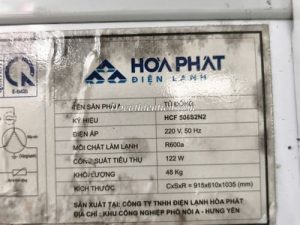 HÒA PHÁT
ĐIỆN LẠNH
TÊN SẢN PHẨM TỦ ĐÔNG
KÝ HIỆU HCF 506S2N2
ĐIỆN ÁP 220 V, 50 Hz
MÔI CHẤT LÀM LẠNH R600a
CÔNG SUẤT TIÊU THỤ 122 W
KHỐI LƯỢNG 48 Kg
KÍCH THƯỚC CxSxR = 915x610x1035 (mm)
SẢN XUẤT TẠI : CÔNG TY TNHH ĐIỆN LẠNH HÒA PHÁT
ĐỊA CHỈ : KHU CÔNG NGHIỆP PHỐ NỐI A - HƯNG YÊN